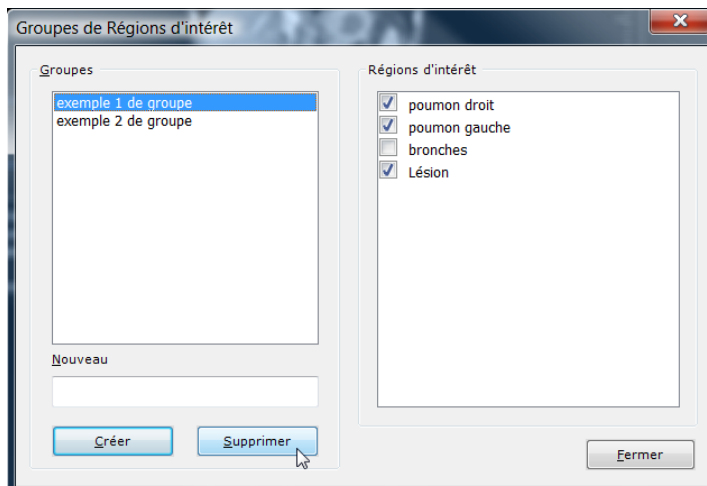 Groupes de Régions d'intérêt
Groupes
exemple 1 de groupe
exemple 2 de groupe
Nouveau
Créer
Supprimer
Régions d'intérêt
poumon droit
poumon gauche
bronches
Lésion
Fermer